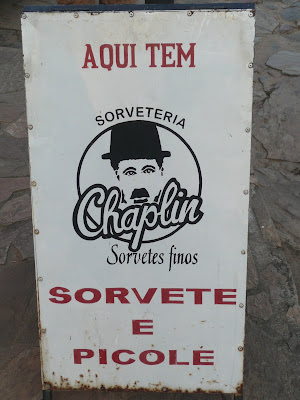 AQUI TEM
SORVETERIA
Chaplin
Sorvetes finos
SORVETE
E
PICOLE